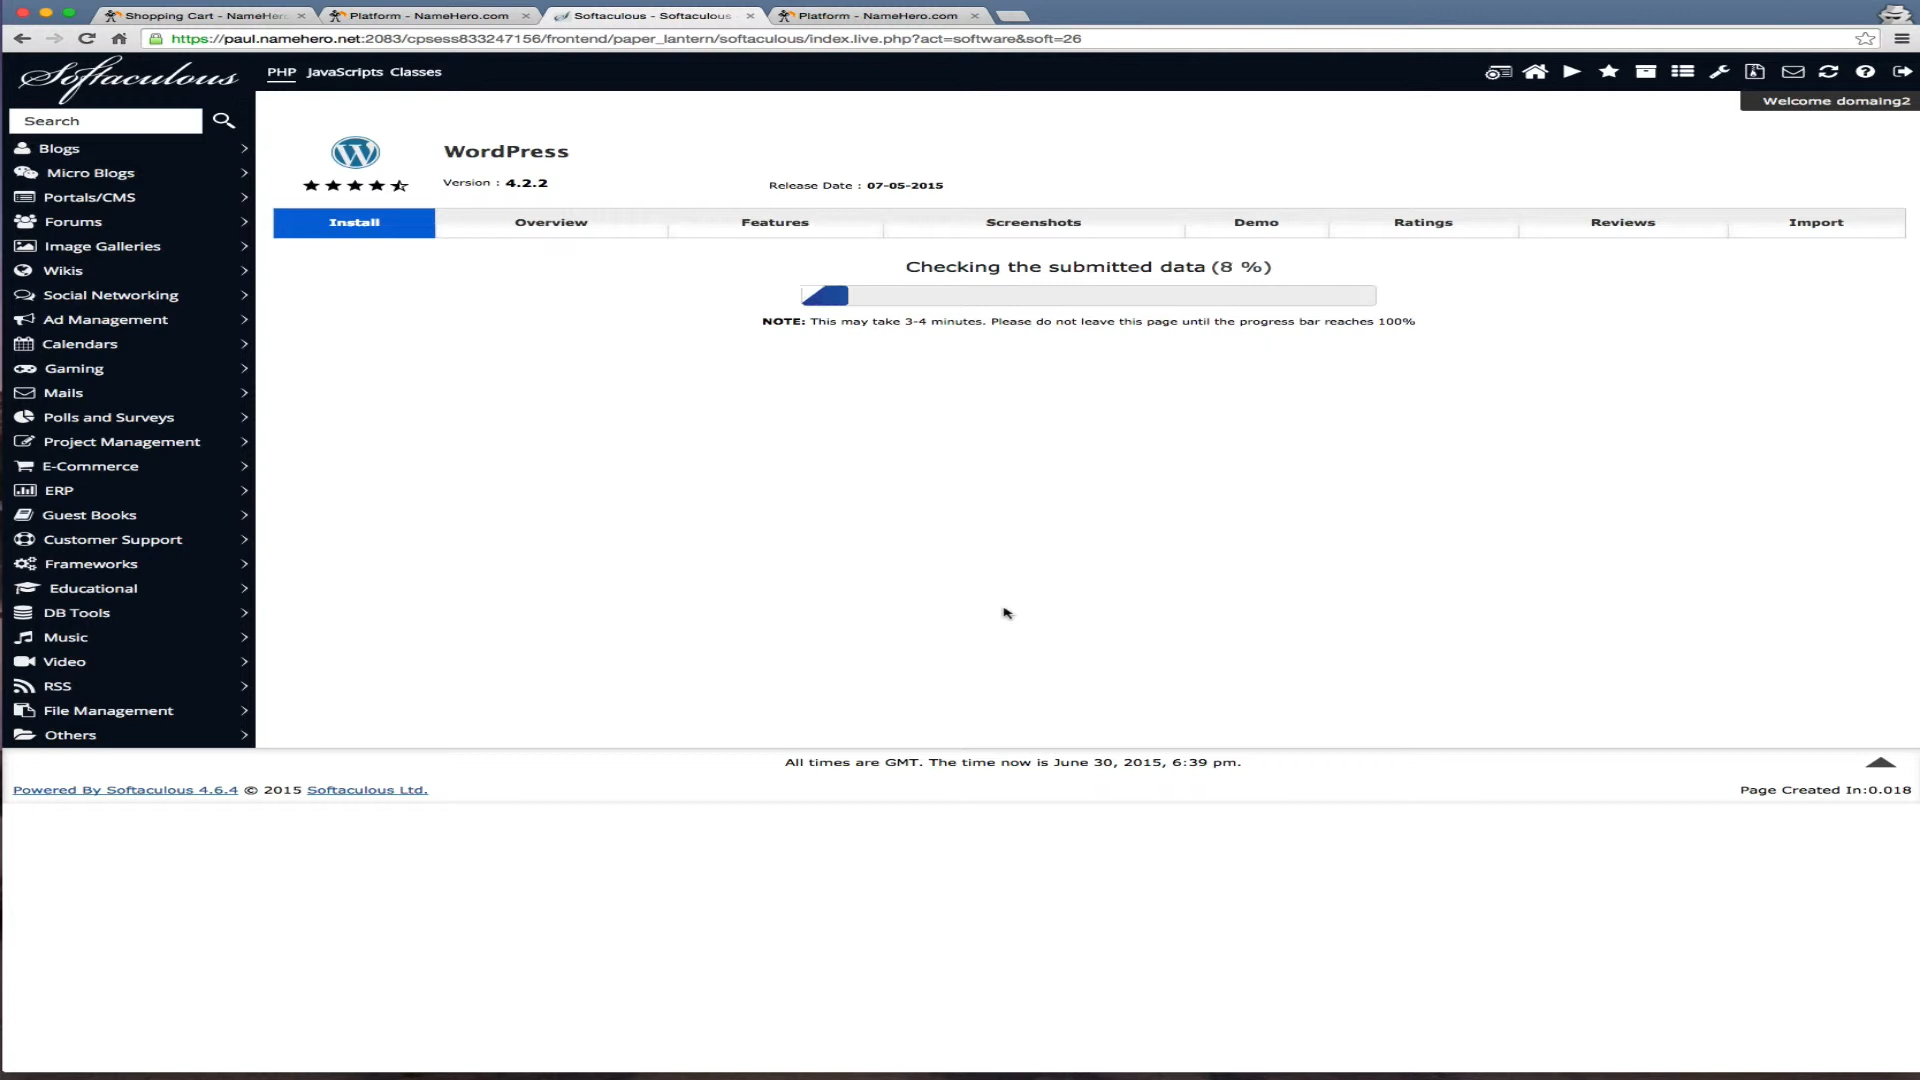 Shopping Cart - NameHer
Platform - NameHero.com
Softaculous - Softaculous
Platform - NameHero.com
https://paul.namehero.net:2083/cpsess833247156/frontend/paper_lantern/softaculous/index.live.php?act=software&soft=26
Softaculous
PHP JavaScripts Classes
Welcome domaing2
Search
Blogs
Micro Blogs
Portals/CMS
Forums
Image Galleries
Wikis
Social Networking
Ad Management
Calendars
Gaming
Mails
Polls and Surveys
Project Management
E-Commerce
ERP
Guest Books
Customer Support
Frameworks
Educational
DB Tools
Music
Video
RSS
File Management
Others
WordPress
Version : 4.2.2
Release Date : 07-05-2015
Install Overview Features Screenshots Demo Ratings Reviews Import
Checking the submitted data (8 %)
NOTE: This may take 3-4 minutes. Please do not leave this page until the progress bar reaches 100%
All times are GMT. The time now is June 30, 2015, 6:39 pm.
Powered By Softaculous 4.6.4 © 2015 Softaculous Ltd.
Page Created In:0.018